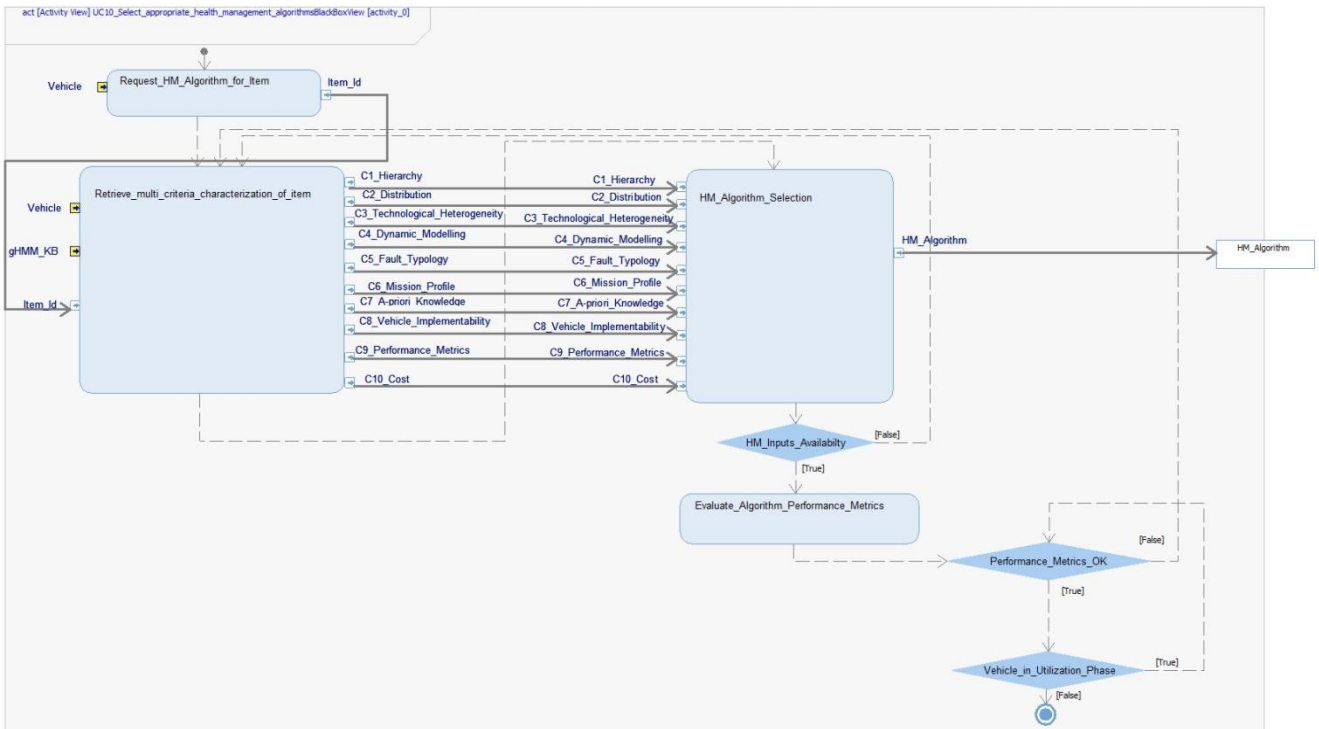 act [Activity View] UC10_Select_appropriate_health_management_algorithmsBlackBoxView [activity_0]
Vehicle
Request_HM_Algorithm_for_Item
Item_Id
Retrieve_multi_criteria_characterization_of_item
Vehicle
gHMM_KB
Item_Id
C1_Hierarchy
C2_Distribution
C3_Technological_Heterogeneity
C4_Dynamic_Modelling
C5_Fault_Typology
C6_Mission_Profile
C7_A-priori_Knowledge
C8_Vehicle_Implementability
C9_Performance_Metrics
C10_Cost
C1_Hierarchy
C2_Distribution
C3_Technological_Heterogeneity
C4_Dynamic_Modelling
C5_Fault_Typology
C6_Mission_Profile
C7_A-priori_Knowledge
C8_Vehicle_Implementability
C9_Performance_Metrics
C10_Cost
HM_Algorithm_Selection
HM_Algorithm
HM_Algorithm
HM_Inputs_Availabilty
[False]
[True]
Evaluate_Algorithm_Performance_Metrics
Performance_Metrics_OK
[False]
[True]
Vehicle_in_Utilization_Phase
[True]
[False]